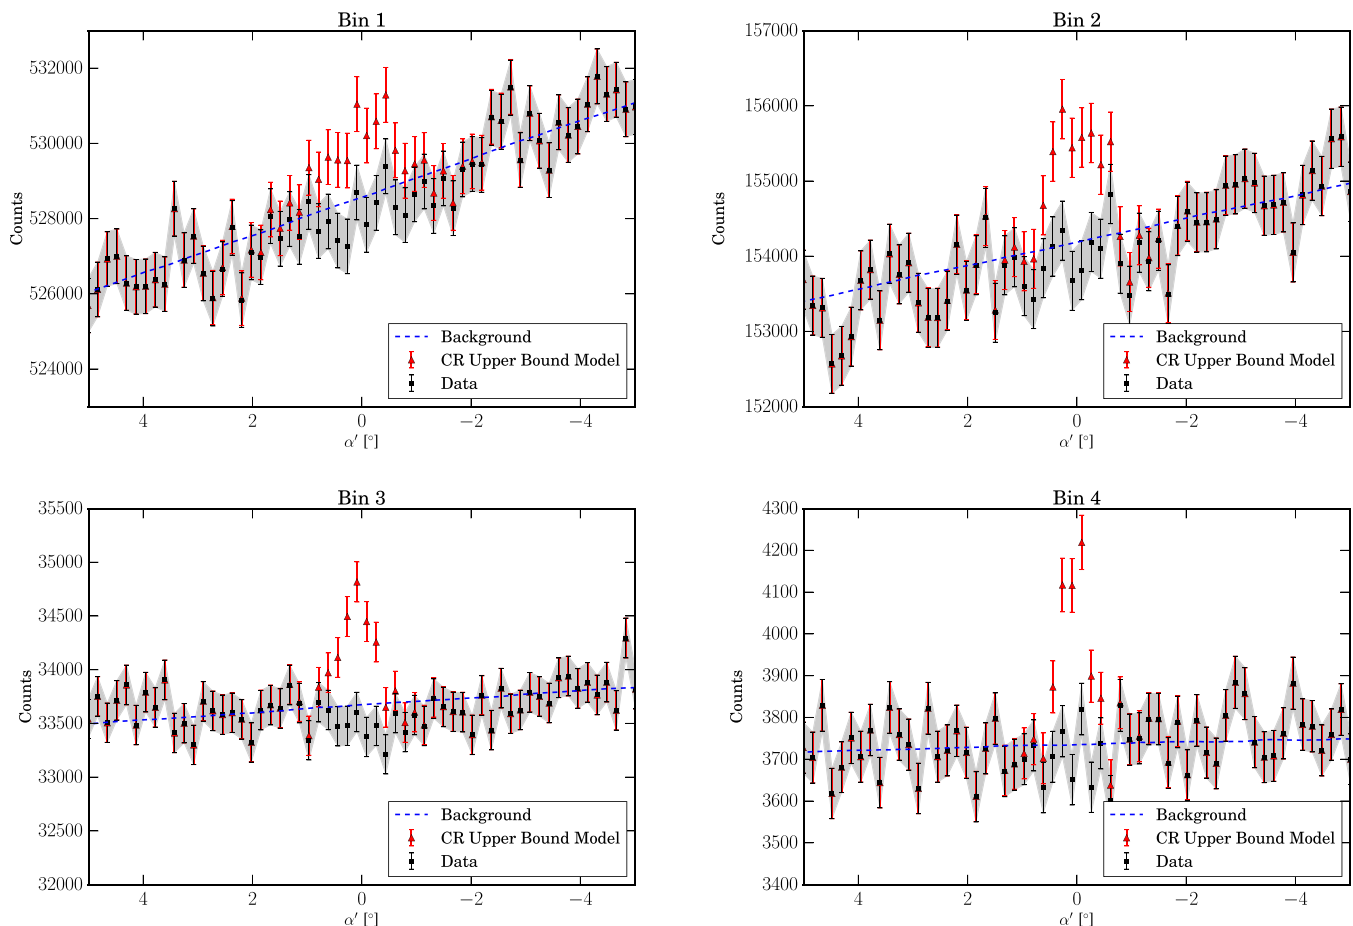 Bin 1
532000
530000
528000
526000
524000
Counts
4
2
0
−2
−4
α′ [°]
Background
CR Upper Bound Model
Data
Bin 2
157000
156000
155000
154000
153000
152000
Counts
4
2
0
−2
−4
α′ [°]
Background
CR Upper Bound Model
Data
Bin 3
35500
35000
34500
34000
33500
33000
32500
32000
Counts
4
2
0
−2
−4
α′ [°]
Background
CR Upper Bound Model
Data
Bin 4
4300
4200
4100
4000
3900
3800
3700
3600
3500
3400
Counts
4
2
0
−2
−4
α′ [°]
Background
CR Upper Bound Model
Data